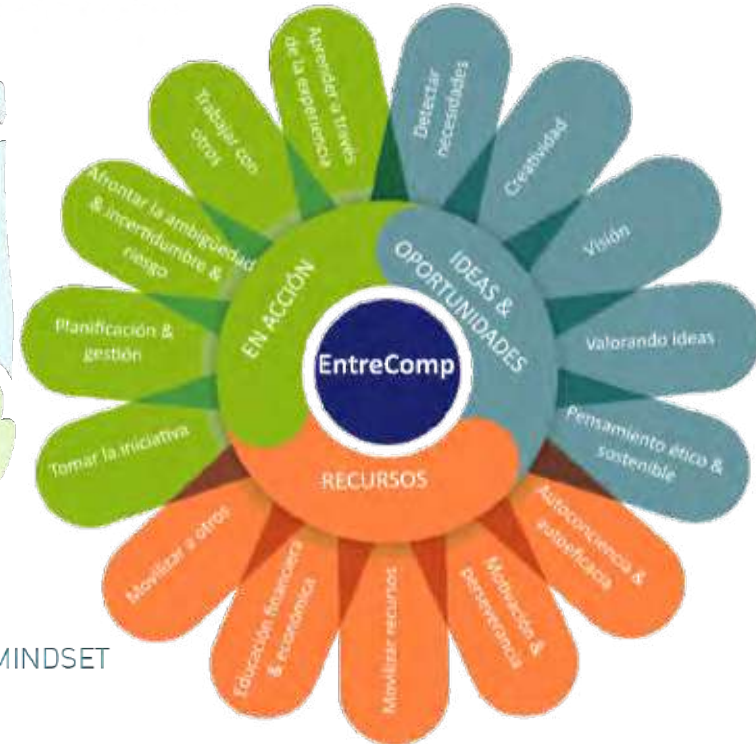 EntreComp
IDEAS &
OPORTUNIDADES
Detectar
necesidades
Creatividad
Visión
Valorando ideas
Pensamiento ético &
sostenible
RECURSOS
Autoconciencia &
autoeficacia
Motivación &
perseverancia
Movilizar recursos
Educación financiera
& económica
Movilizar a otros
EN ACCIÓN
Tomar la iniciativa
Planificación &
gestión
Afrontar la ambigüedad
& incertidumbre &
riesgo
Trabajar con
otros
Aprender a través
de la experiencia
MINDSET